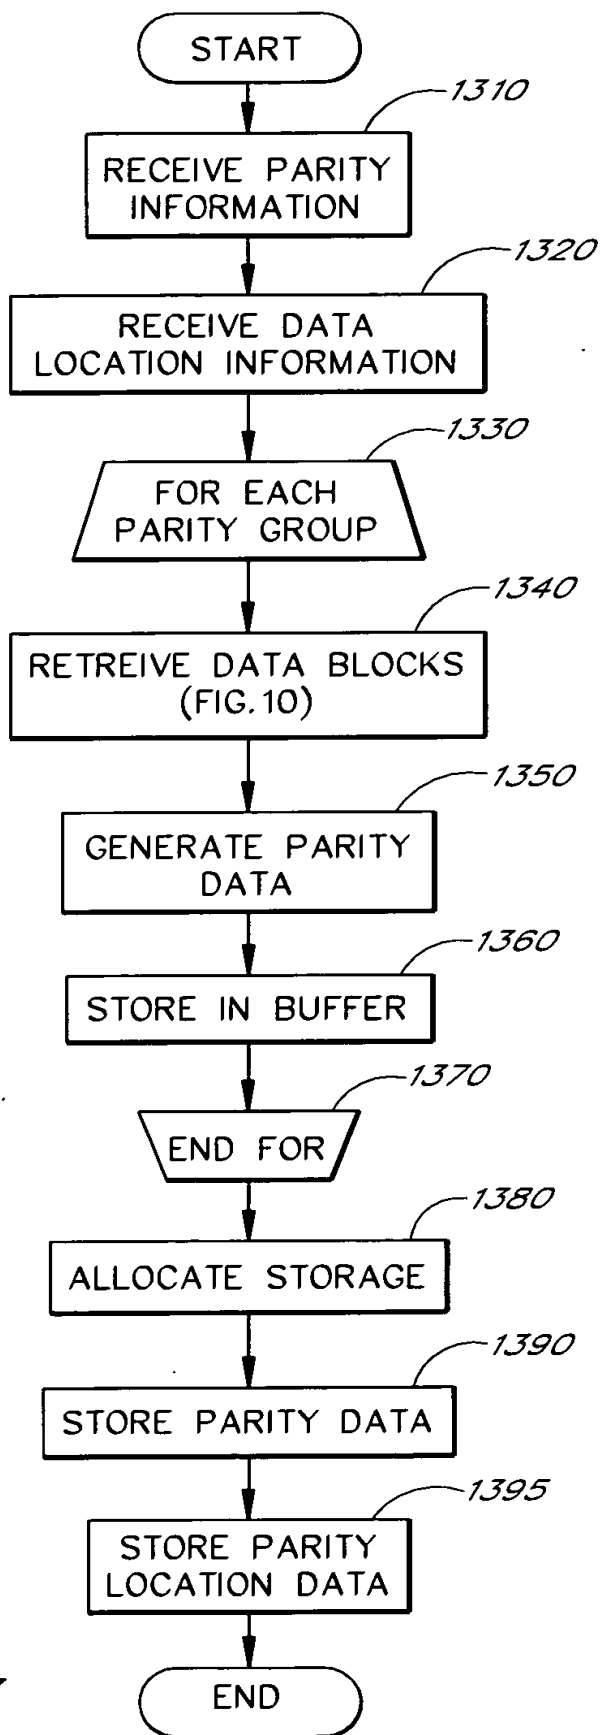 START
1310
RECEIVE PARITY
INFORMATION
1320
RECEIVE DATA
LOCATION INFORMATION
1330
FOR EACH
PARITY GROUP
1340
RETREIVE DATA BLOCKS
(FIG. 10)
1350
GENERATE PARITY
DATA
1360
STORE IN BUFFER
1370
END FOR
1380
ALLOCATE STORAGE
1390
STORE PARITY DATA
1395
STORE PARITY
LOCATION DATA
END